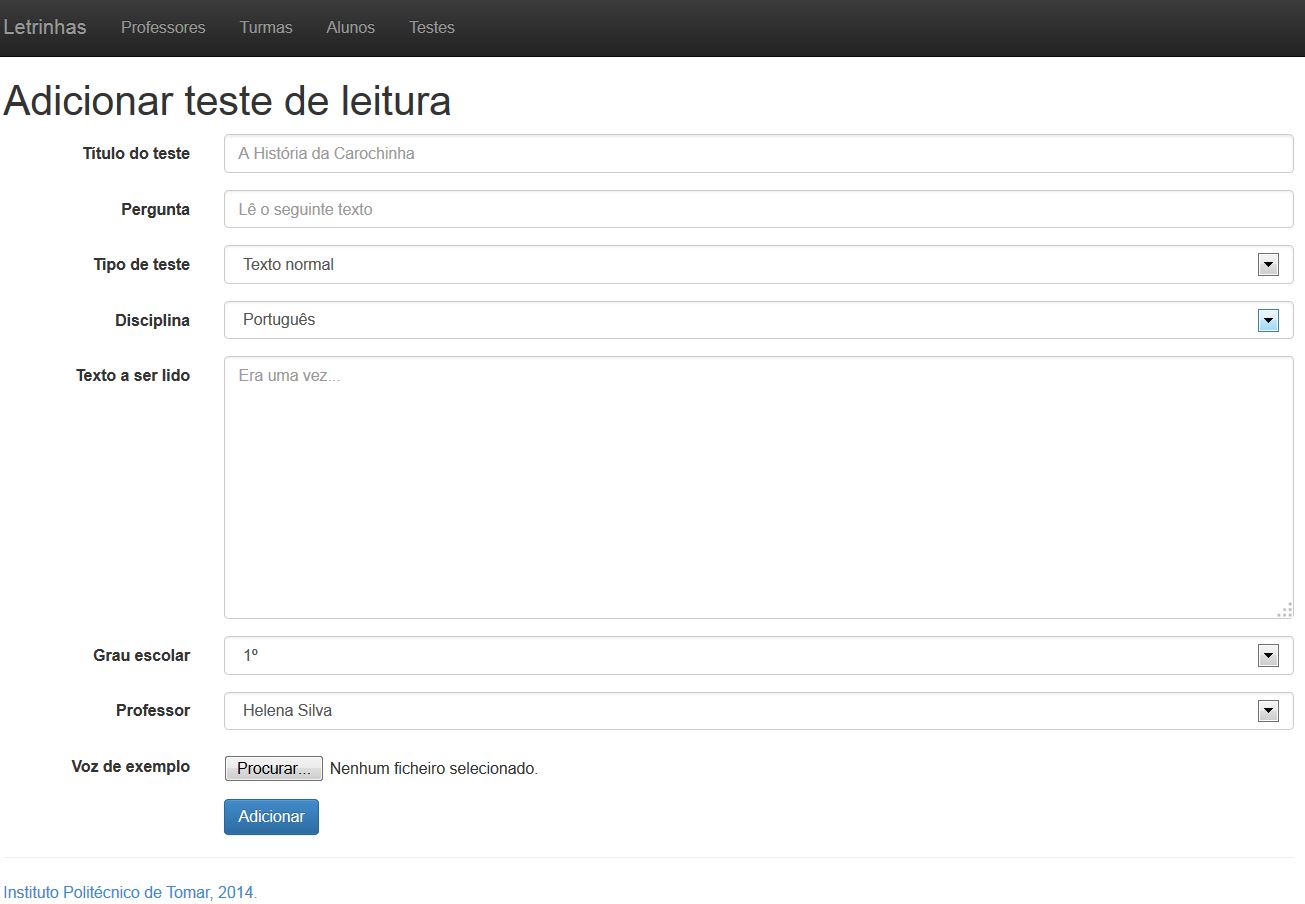 Letrinhas Professores Turmas Alunos Testes
Adicionar teste de leitura
Título do teste A História da Carochinha
Pergunta Lê o seguinte texto
Tipo de teste Texto normal
Disciplina Português
Texto a ser lido Era uma vez...
Grau escolar 1º
Professor Helena Silva
Voz de exemplo Procurar... Nenhum ficheiro selecionado.
Adicionar
Instituto Politécnico de Tomar, 2014.